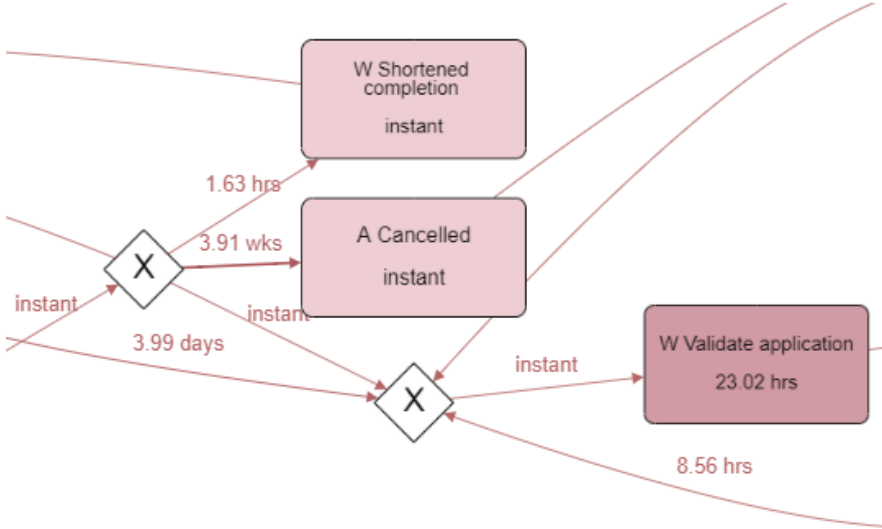 W Shortened
completion
instant
1.63 hrs
A Cancelled
instant
3.91 wks
X
instant
instant
3.99 days
W Validate application
23.02 hrs
instant
X
8.56 hrs